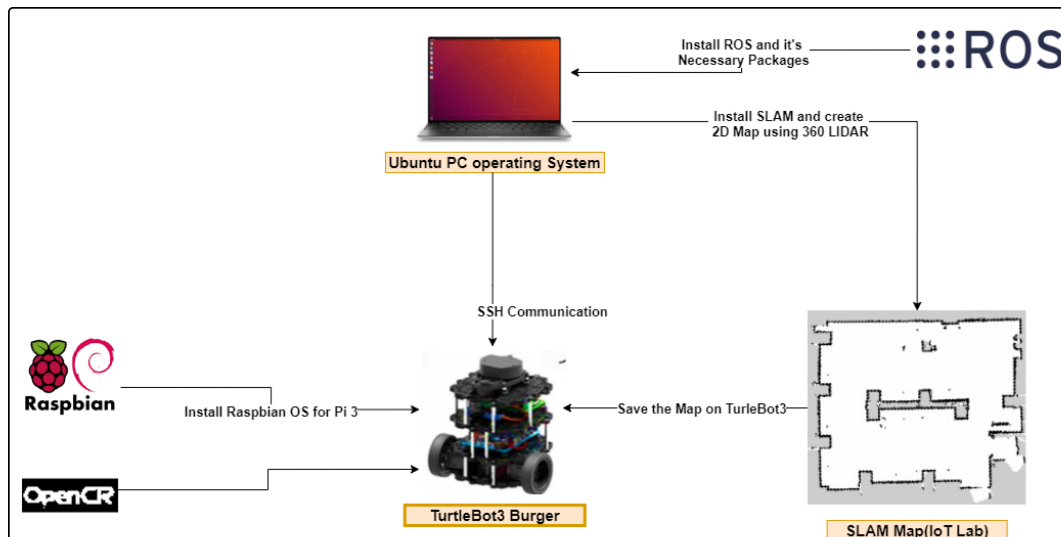 Install ROS and it's
Necessary Packages
ROS
Install SLAM and create
2D Map using 360 LIDAR
Ubuntu PC operating System
SSH Communication
Raspbian
Install Raspbian OS for Pi 3
Save the Map on TurleBot3
OpenCR
TurtleBot3 Burger
SLAM Map(IoT Lab)